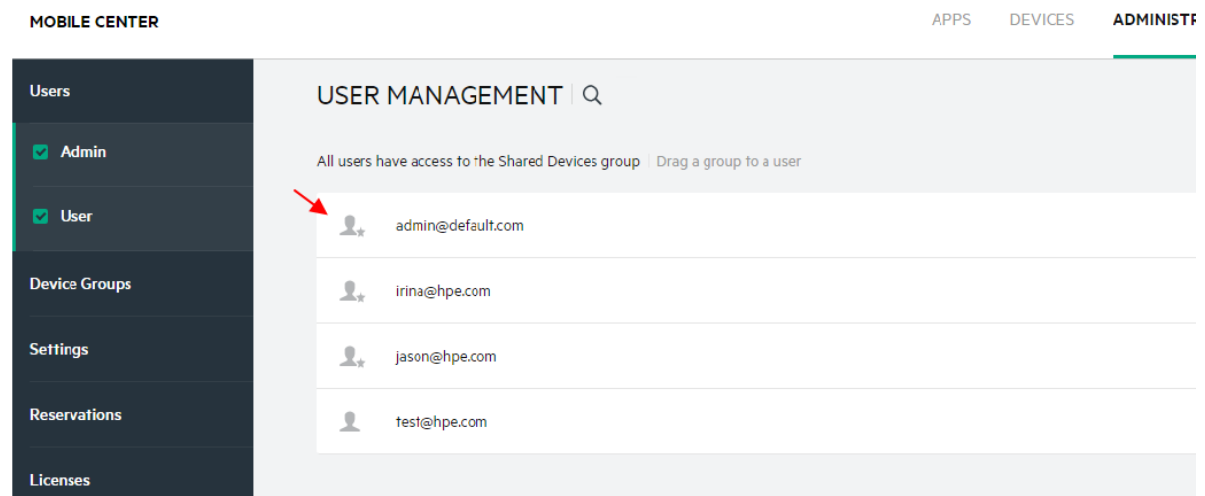 MOBILE CENTER
APPS DEVICES ADMINISTR
Users
Admin
User
Device Groups
Settings
Reservations
Licenses
USER MANAGEMENT
All users have access to the Shared Devices group Drag a group to a user
admin@default.com
irina@hpe.com
jason@hpe.com
test@hpe.com